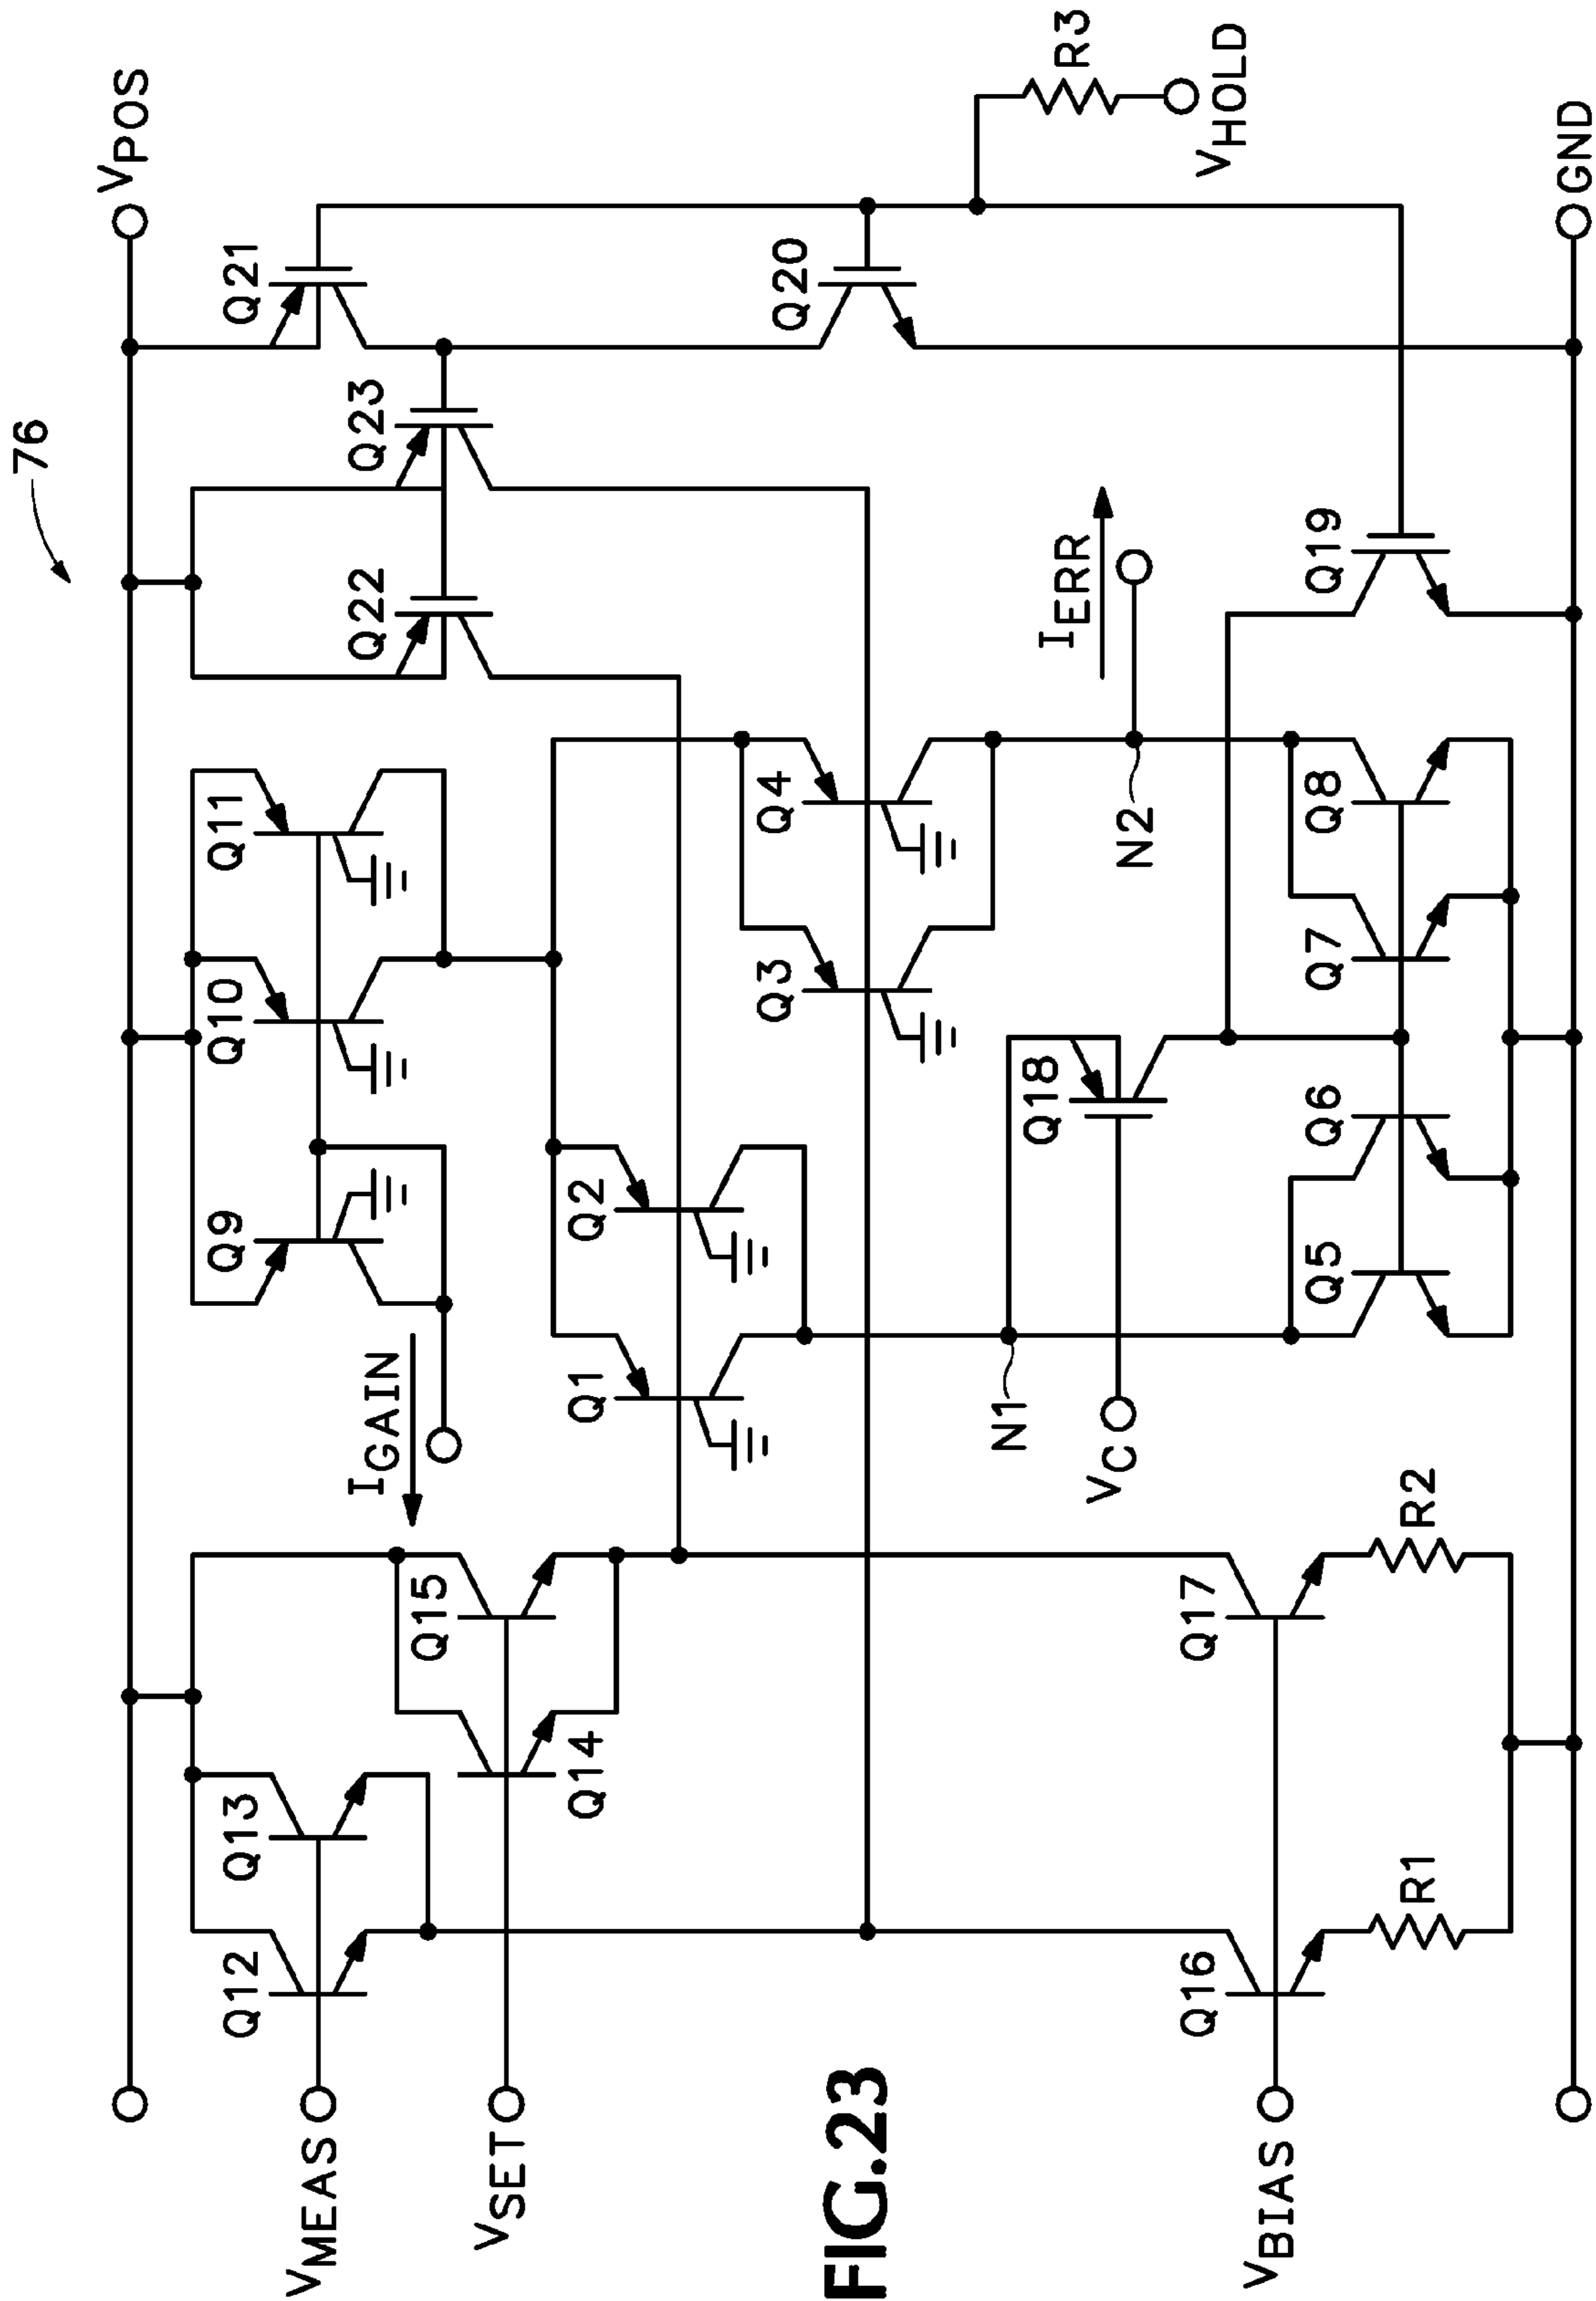 76
VPOS
Q21
Q11
Q10
Q9
Q13
Q12
Q23
Q22
IGAIN
VMEAS
Q15
Q14
VSET
Q2
Q1
Q4
Q3
Q20
R3
VHOLD
IERR
Q18
N1
N2
VC
Q16
Q17
VBIAS
Q19
Q5
Q6
Q7
Q8
R1
R2
GND
FIG.23